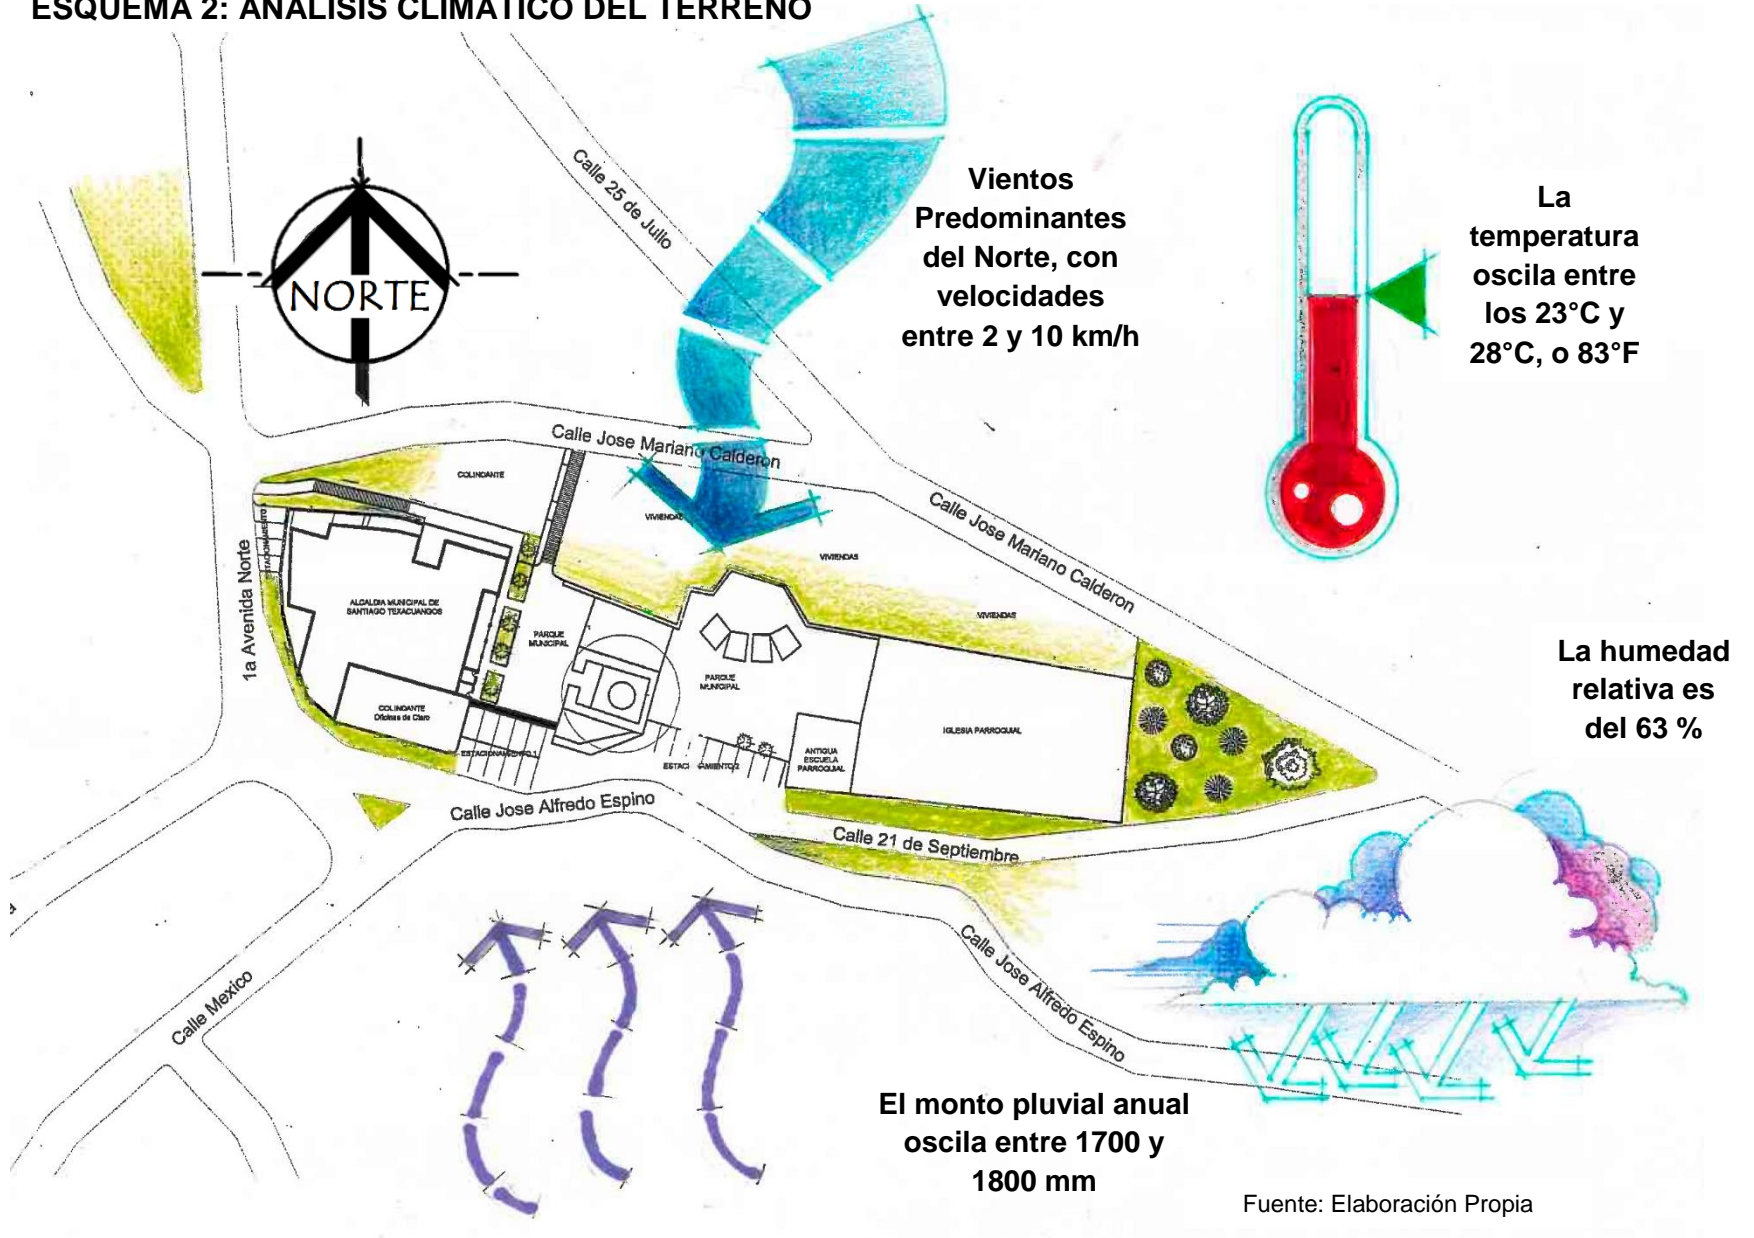 ESQUEMA 2: ANALISIS CLIMATICO DEL TERRENO
NORTE
Calle 25 de Julio
Vientos
Predominantes
del Norte, con
velocidades
entre 2 y 10 km/h
La
temperatura
oscila entre
los 23°C y
28°C, o 83°F
Calle Jose Mariano Calderon
COLINDANTE
VIVIENDAS
Calle Jose Mariano Calderon
VIVIENDAS
VIVIENDAS
1a Avenida Norte
ALCALDIA MUNICIPAL DE
SANTIAGO TEXACUANGOS
PARQUE
MUNICIPAL
PARQUE
MUNICIPAL
COLINDANTE
Oficinas de Claro
ESTACIONAMIENTO 1
ANTIGUA
ESCUELA
PARROQUIAL
IGLESIA PARROQUIAL
La humedad
relativa es
del 63 %
Calle Jose Alfredo Espino
Calle 21 de Septiembre
Calle Mexico
Calle Jose Alfredo Espino
El monto pluvial anual
oscila entre 1700 y
1800 mm
Fuente: Elaboración Propia